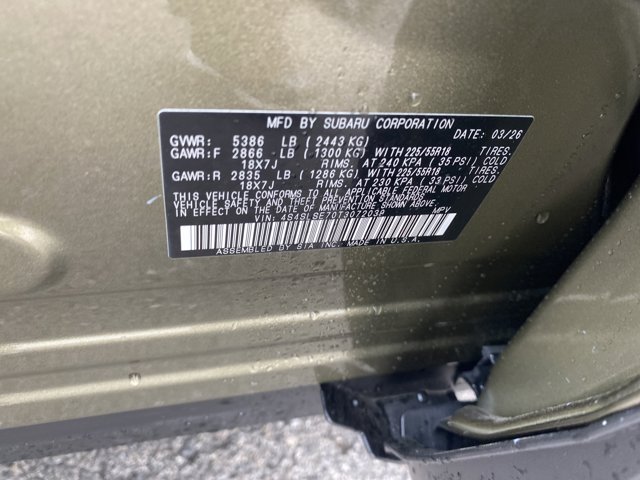 MFD BY SUBARU CORPORATION
DATE: 03/26
GVWR: 5386 LB ( 2443 KG)
GAWR:F 2866 LB ( 1300 KG) WITH 225/55R18 TIRES.
18X7J RIMS. AT 240 KPA ( 35 PSI) COLD
GAWR:R 2835 LB ( 1286 KG) WITH 225/55R18 TIRES.
18X7J RIMS. AT 230 KPA ( 33 PSI) COLD
THIS VEHICLE CONFORMS TO ALL APPLICABLE FEDERAL MOTOR
VEHICLE SAFETY AND THEFT PREVENTION STANDARDS
IN EFFECT ON DATE OF MANUFACTURE SHOWN ABOVE.
VIN: 4S4SLSE70T3072039 MPV
ASSEMBLED BY SIA INC. MADE IN U.S.A.